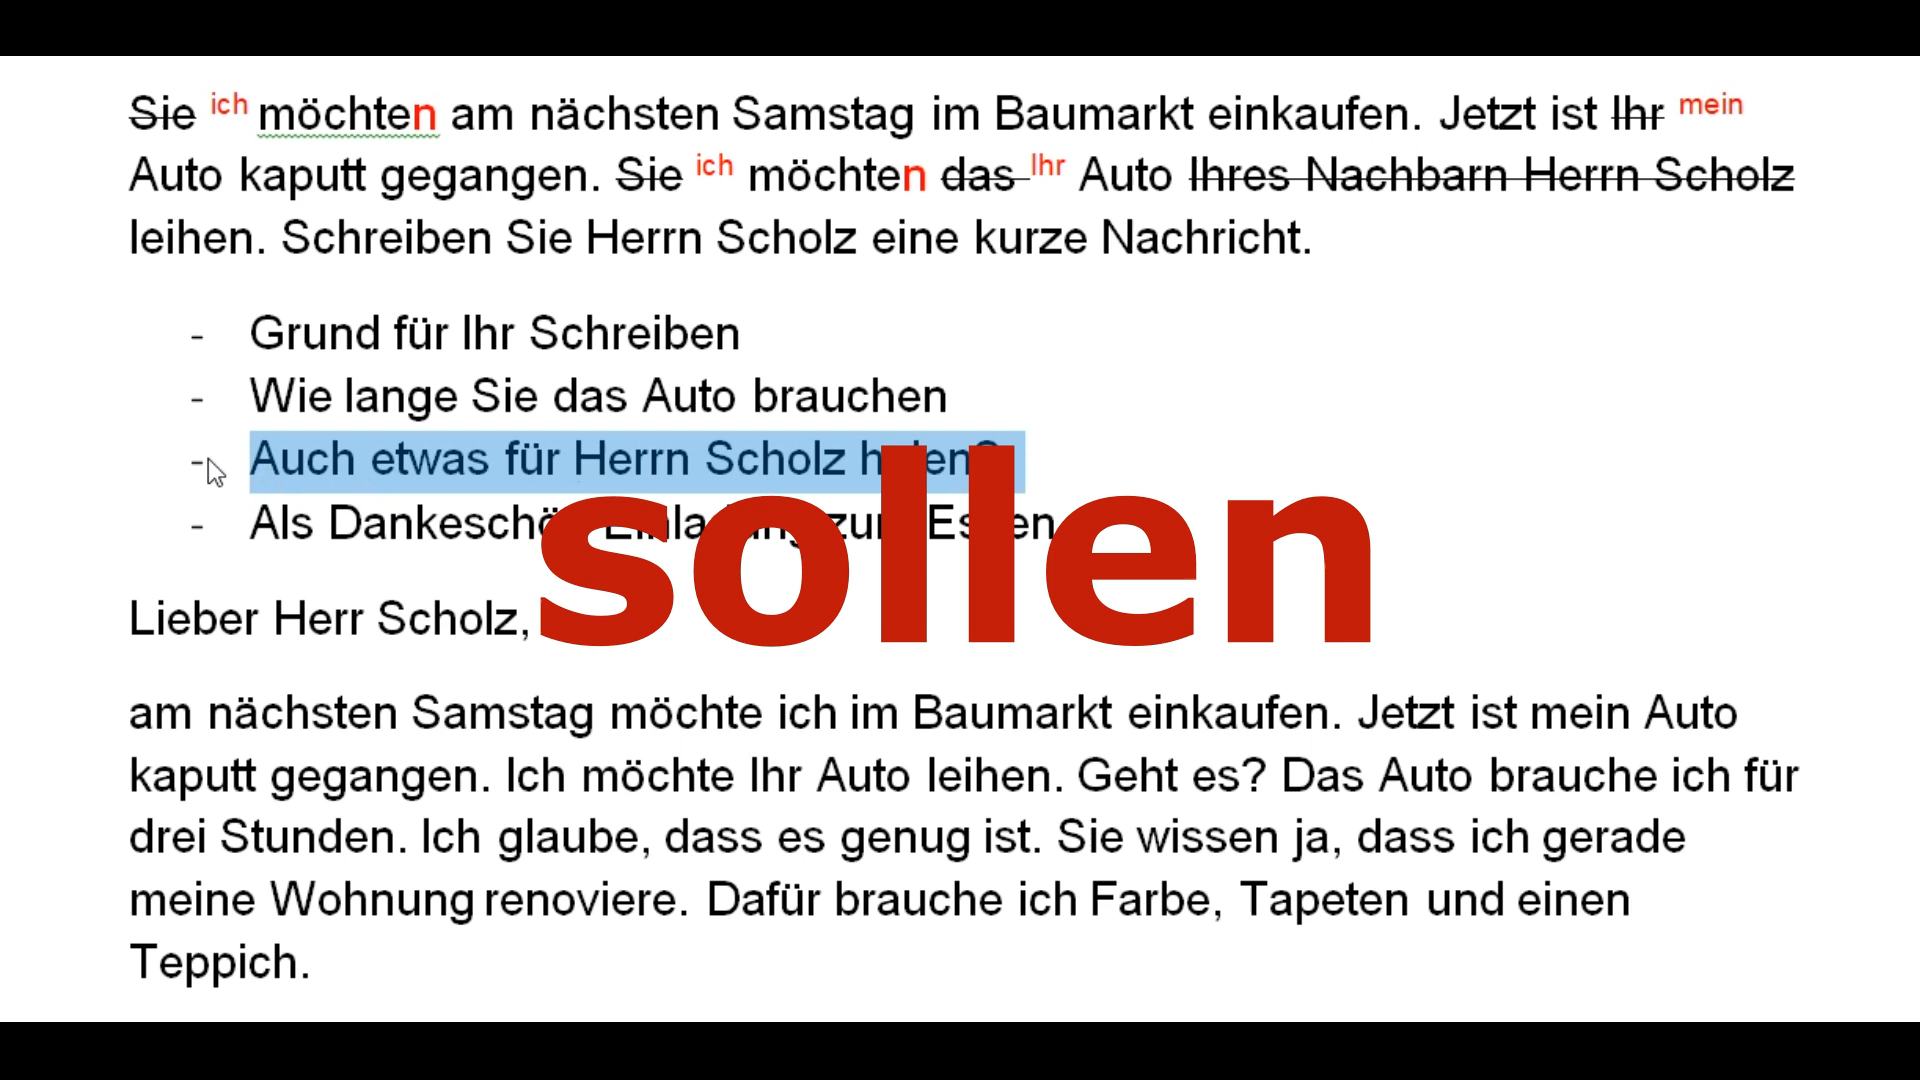 Sie ich möchten am nächsten Samstag im Baumarkt einkaufen. Jetzt ist Ihr mein
Auto kaputt gegangen. Sie ich möchten das Ihr Auto Ihres Nachbarn Herrn Scholz
leihen. Schreiben Sie Herrn Scholz eine kurze Nachricht.
- Grund für Ihr Schreiben
- Wie lange Sie das Auto brauchen
- Auch etwas für Herrn Scholz
- Als
sollen
Lieber Herr Scholz,
am nächsten Samstag möchte ich im Baumarkt einkaufen. Jetzt ist mein Auto
kaputt gegangen. Ich möchte Ihr Auto leihen. Geht es? Das Auto brauche ich für
drei Stunden. Ich glaube, dass es genug ist. Sie wissen ja, dass ich gerade
meine Wohnung renoviere. Dafür brauche ich Farbe, Tapeten und einen
Teppich.